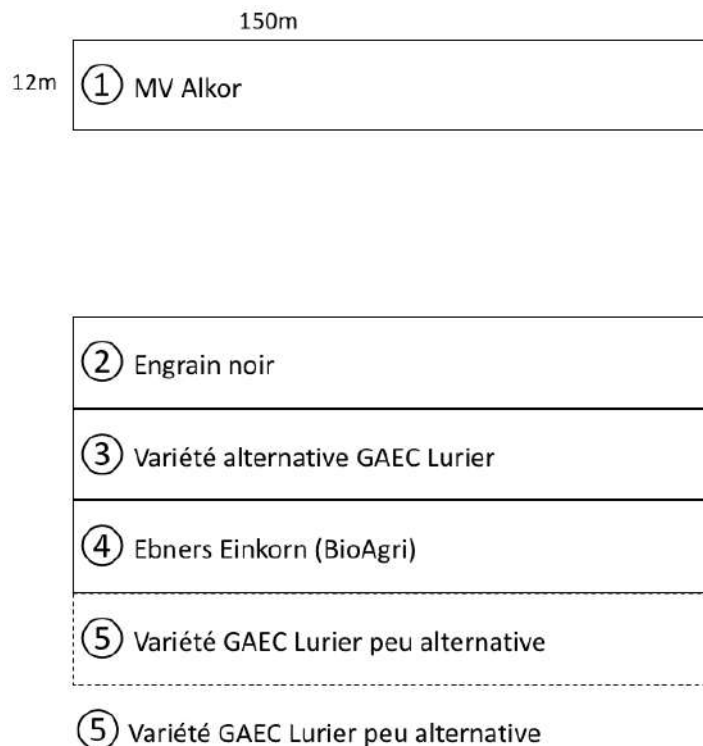 150m
12m
① MV Alkor
② Engrain noir
③ Variété alternative GAEC Lurier
④ Ebners Einkorn (BioAgri)
⑤ Variété GAEC Lurier peu alternative
⑤ Variété GAEC Lurier peu alternative